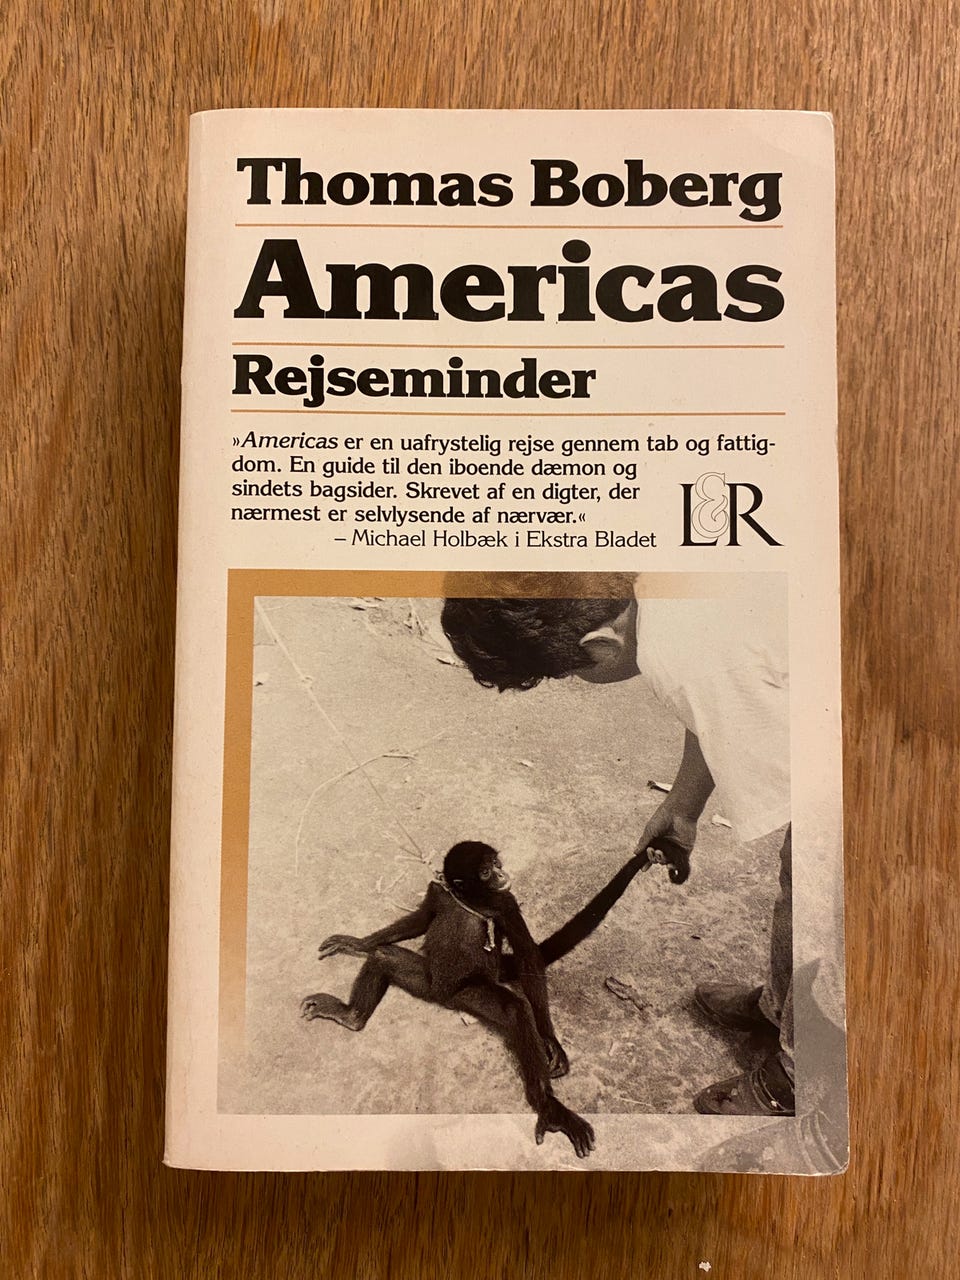 Thomas Boberg
Americas
Rejseminder
»Americas er en uafrystelig rejse gennem tab og fattig-
dom. En guide til den iboende dæmon og
sindets bagsider. Skrevet af en digter, der
nærmest er selvlysende af nærvær.«
– Michael Holbæk i Ekstra Bladet
L&R